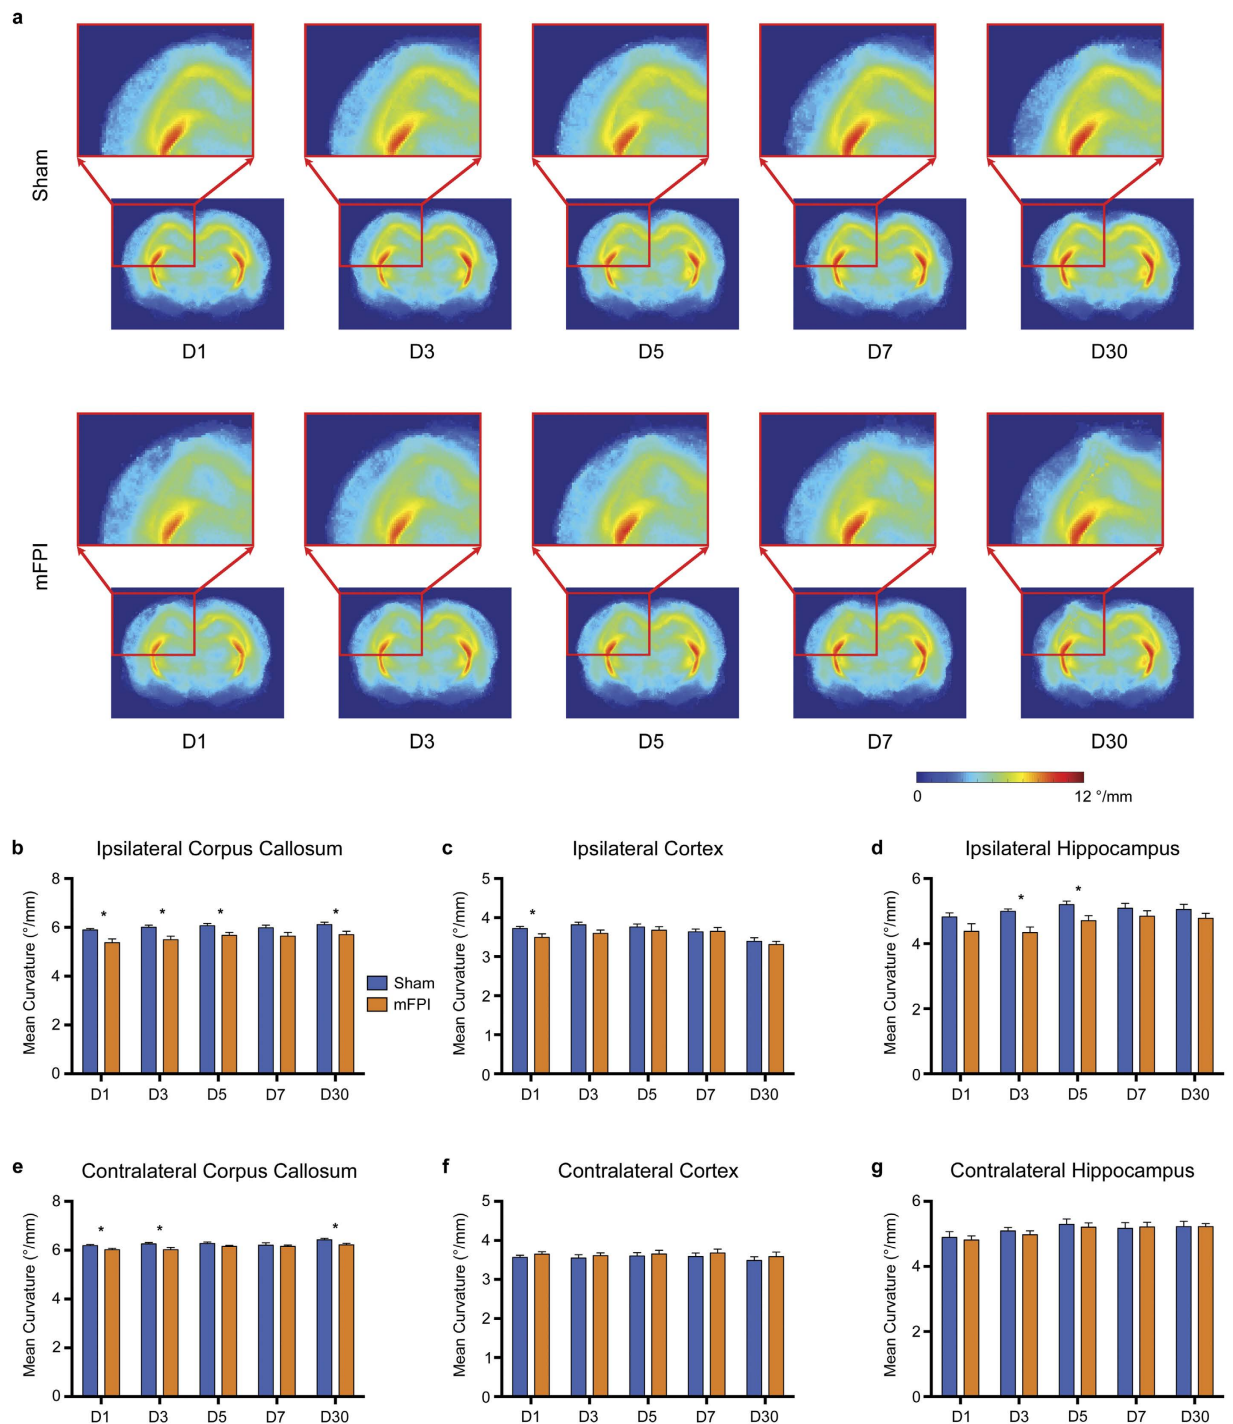 a
Sham
D1 D3 D5 D7 D30
mFPI
D1 D3 D5 D7 D30
0 12 °/mm
b Ipsilateral Corpus Callosum
Mean Curvature (°/mm)
8
6
4
2
0
* * * *
D1 D3 D5 D7 D30
Sham
mFPI
c Ipsilateral Cortex
Mean Curvature (°/mm)
5
4
3
2
1
0
*
D1 D3 D5 D7 D30
d Ipsilateral Hippocampus
Mean Curvature (°/mm)
6
4
2
0
* *
D1 D3 D5 D7 D30
e Contralateral Corpus Callosum
Mean Curvature (°/mm)
8
6
4
2
0
* * *
D1 D3 D5 D7 D30
f Contralateral Cortex
Mean Curvature (°/mm)
5
4
3
2
1
0
D1 D3 D5 D7 D30
g Contralateral Hippocampus
Mean Curvature (°/mm)
6
4
2
0
D1 D3 D5 D7 D30